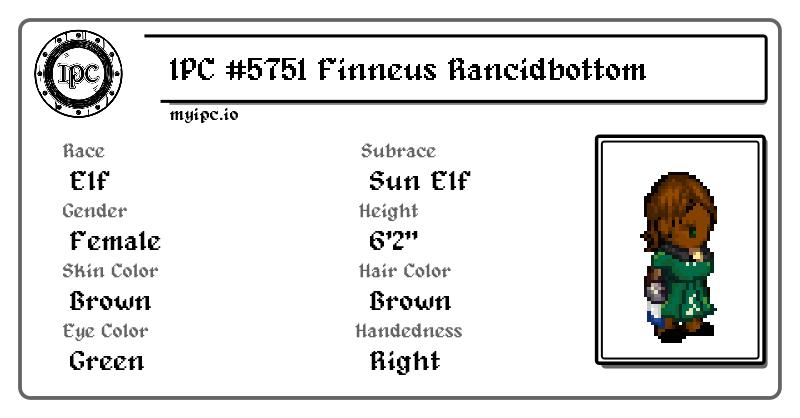 IPC
IPC #5751 Finneus Rancidbottom
myipc.io
Race
Subrace
Elf
Sun Elf
Gender
Height
Female
6'2"
Skin Color
Hair Color
Brown
Brown
Eye Color
Handedness
Green
Right